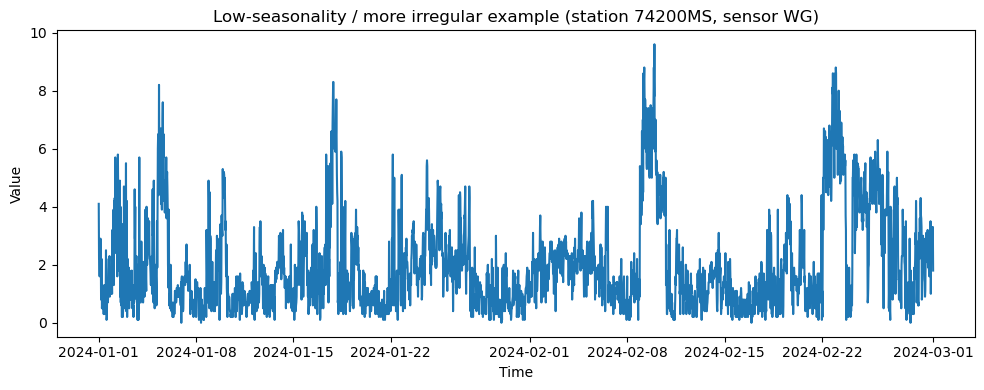 Low-seasonality / more irregular example (station 74200MS, sensor WG)
10
8
6
4
2
0
Value
2024-01-01 2024-01-08 2024-01-15 2024-01-22 2024-02-01 2024-02-08 2024-02-15 2024-02-22 2024-03-01
Time